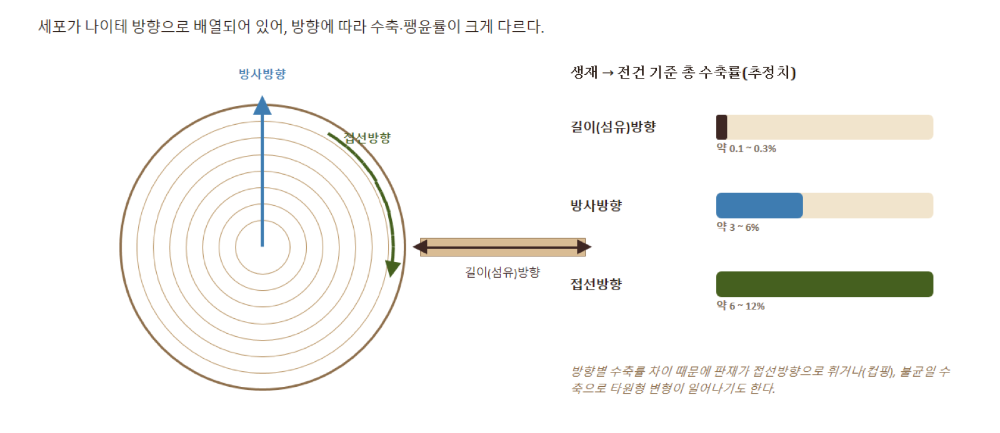 세포가 나이테 방향으로 배열되어 있어, 방향에 따라 수축·팽윤률이 크게 다르다.
방사방향
접선방향
길이(섬유)방향
생재 → 전건 기준 총 수축률(추정치)
길이(섬유)방향
약 0.1 ~ 0.3%
방사방향
약 3 ~ 6%
접선방향
약 6 ~ 12%
방향별 수축률 차이 때문에 판재가 접선방향으로 휘거나(컵핑), 불균일 수
축으로 타원형 변형이 일어나기도 한다.